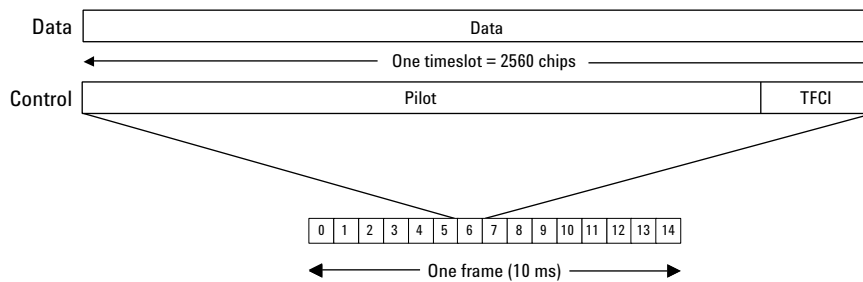 Data Data
One timeslot = 2560 chips
Control Pilot TFCI
0 1 2 3 4 5 6 7 8 9 10 11 12 13 14
One frame (10 ms)